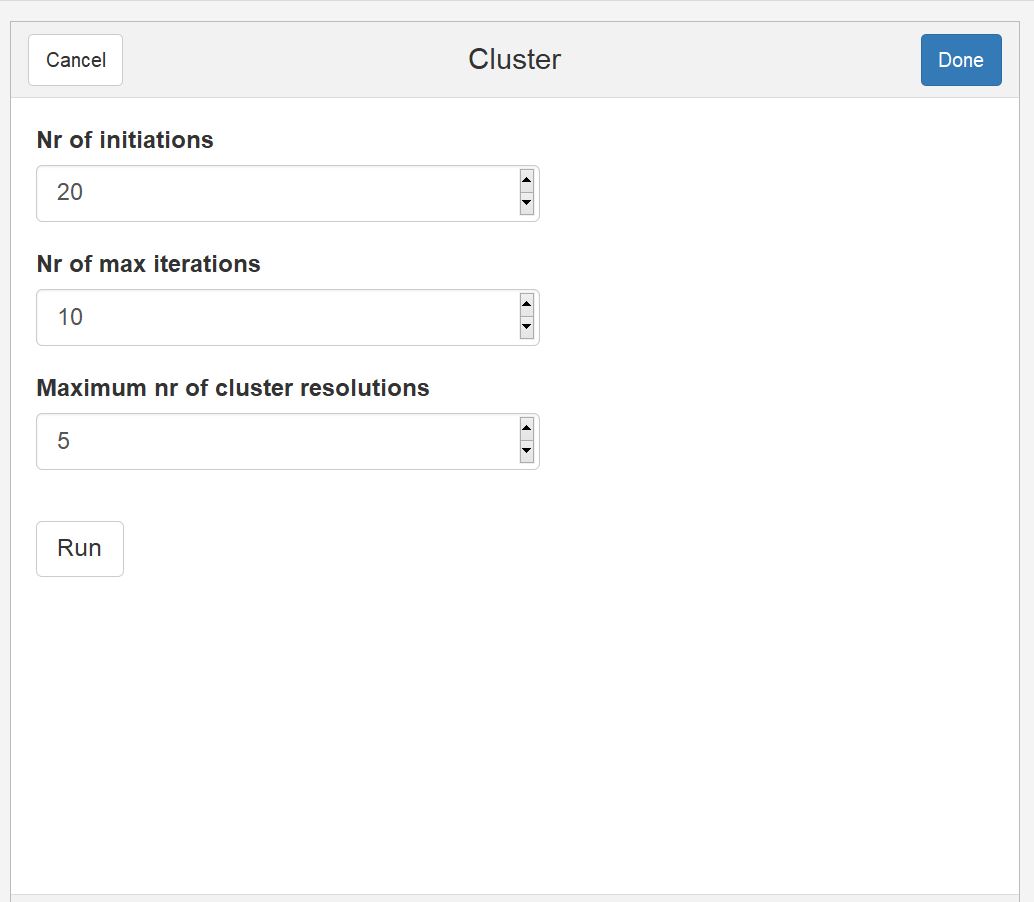 Cancel
Cluster
Done
Nr of initiations
20
Nr of max iterations
10
Maximum nr of cluster resolutions
5
Run